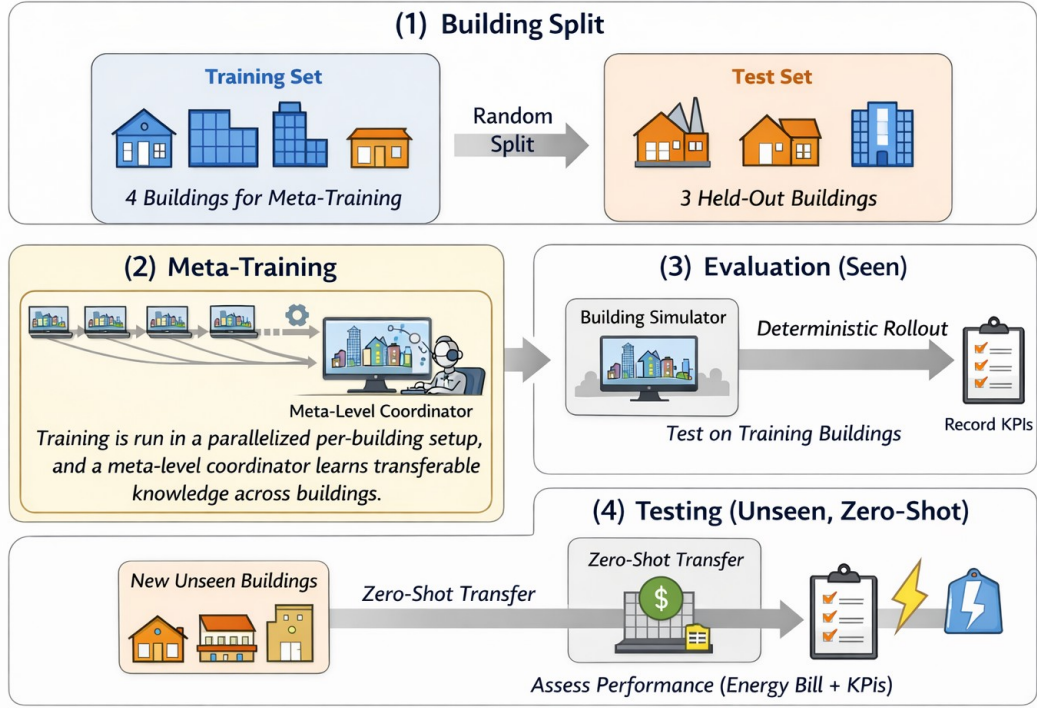 (1) Building Split
Training Set
4 Buildings for Meta-Training
Random
Split
Test Set
3 Held-Out Buildings
(2) Meta-Training
Meta-Level Coordinator
Training is run in a parallelized per-building setup,
and a meta-level coordinator learns transferable
knowledge across buildings.
(3) Evaluation (Seen)
Building Simulator
Deterministic Rollout
Test on Training Buildings
Record KPIs
(4) Testing (Unseen, Zero-Shot)
New Unseen Buildings
Zero-Shot Transfer
Zero-Shot Transfer
$
Assess Performance (Energy Bill + KPis)